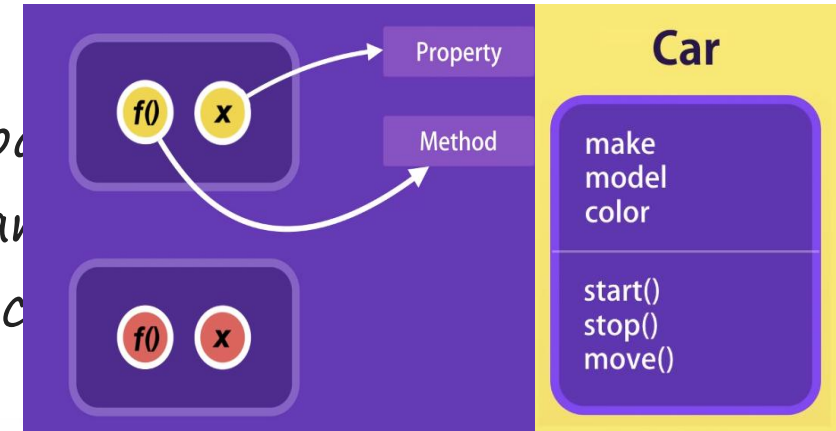 f() x
Property
Method
f() x
Car
make
model
color
start()
stop()
move()